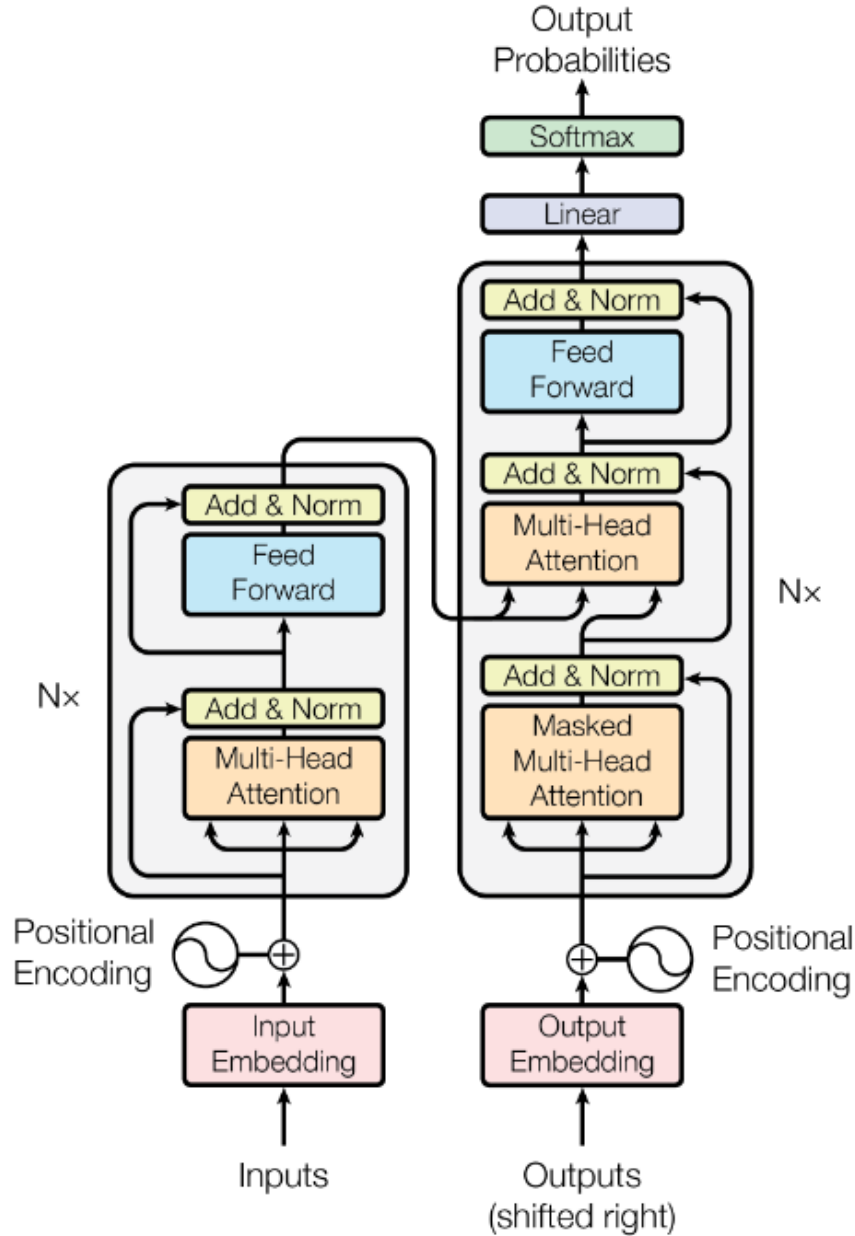 Output
Probabilities
Softmax
Linear
Add & Norm
Feed
Forward
Add & Norm
Multi-Head
Attention
Add & Norm
Masked
Multi-Head
Attention
N×
Add & Norm
Feed
Forward
Add & Norm
Multi-Head
Attention
N×
Positional
Encoding
Positional
Encoding
Input
Embedding
Output
Embedding
Inputs
Outputs
(shifted right)